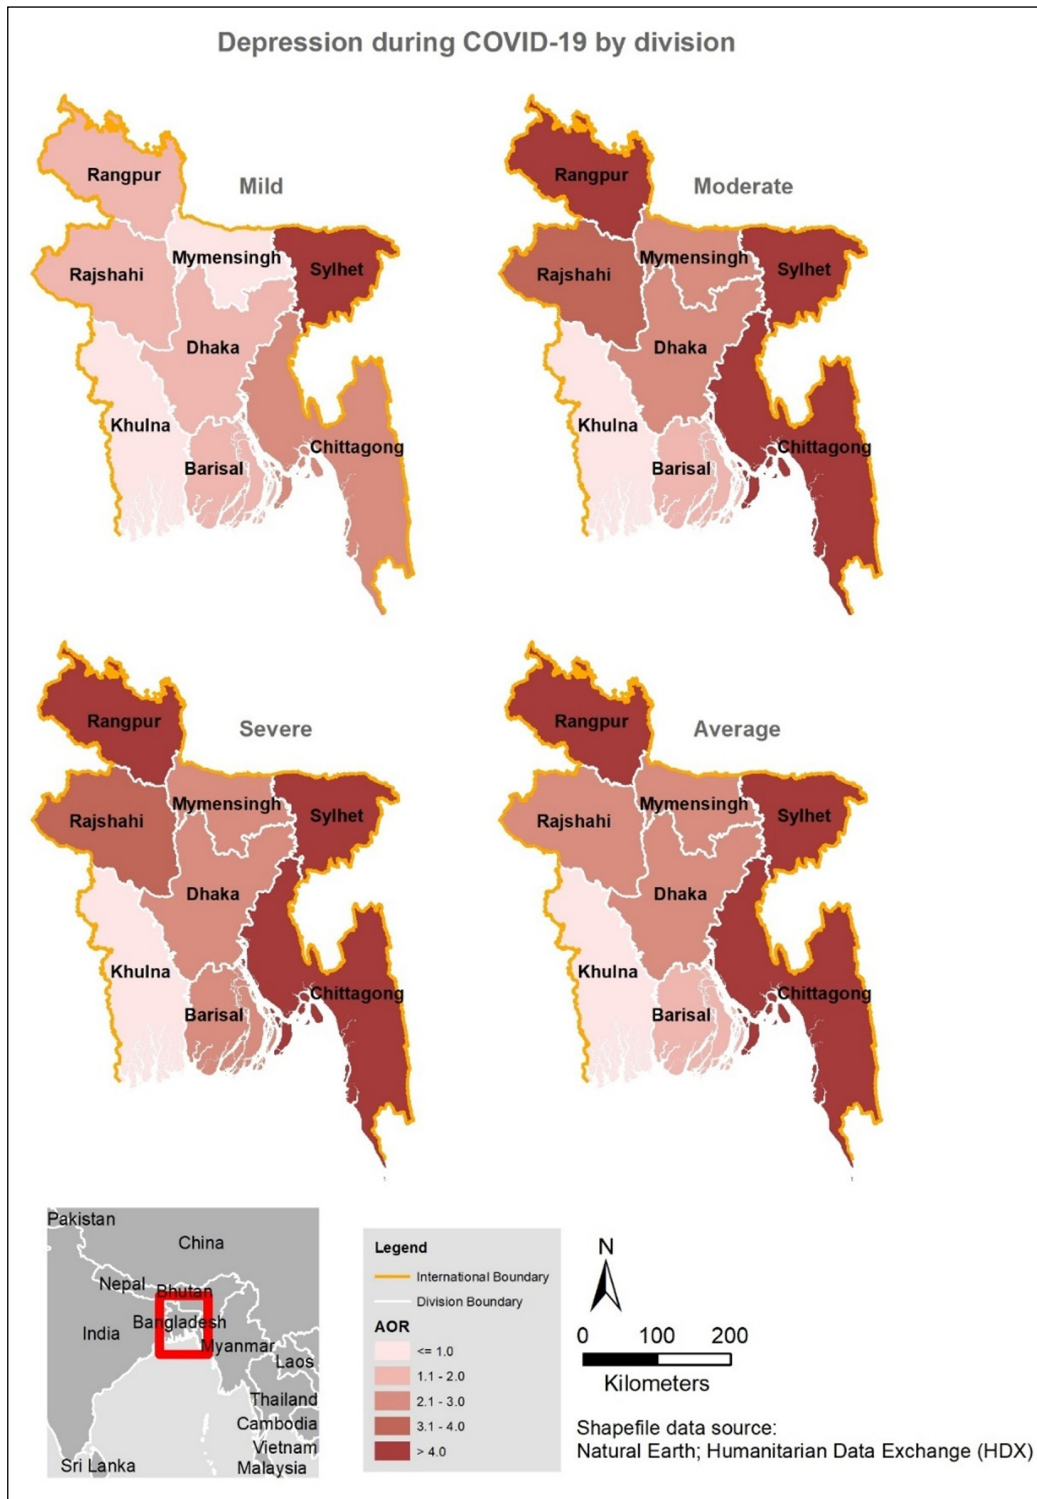 Depression during COVID-19 by division
Mild
Rangpur
Mymensingh
Sylhet
Rajshahi
Dhaka
Khulna
Chittagong
Barisal
Moderate
Rangpur
Mymensingh
Sylhet
Rajshahi
Dhaka
Khulna
Chittagong
Barisal
Severe
Rangpur
Mymensingh
Sylhet
Rajshahi
Dhaka
Khulna
Chittagong
Barisal
Average
Rangpur
Mymensingh
Sylhet
Rajshahi
Dhaka
Khulna
Chittagong
Barisal
Pakistan
China
Nepal
Bhutan
Bangladesh
India
Myanmar
Laos
Thailand
Cambodia
Vietnam
Sri Lanka
Malaysia
Legend
International Boundary
Division Boundary
AOR
<= 1.0
1.1 - 2.0
2.1 - 3.0
3.1 - 4.0
> 4.0
N
0 100 200
Kilometers
Shapefile data source:
Natural Earth; Humanitarian Data Exchange (HDX)